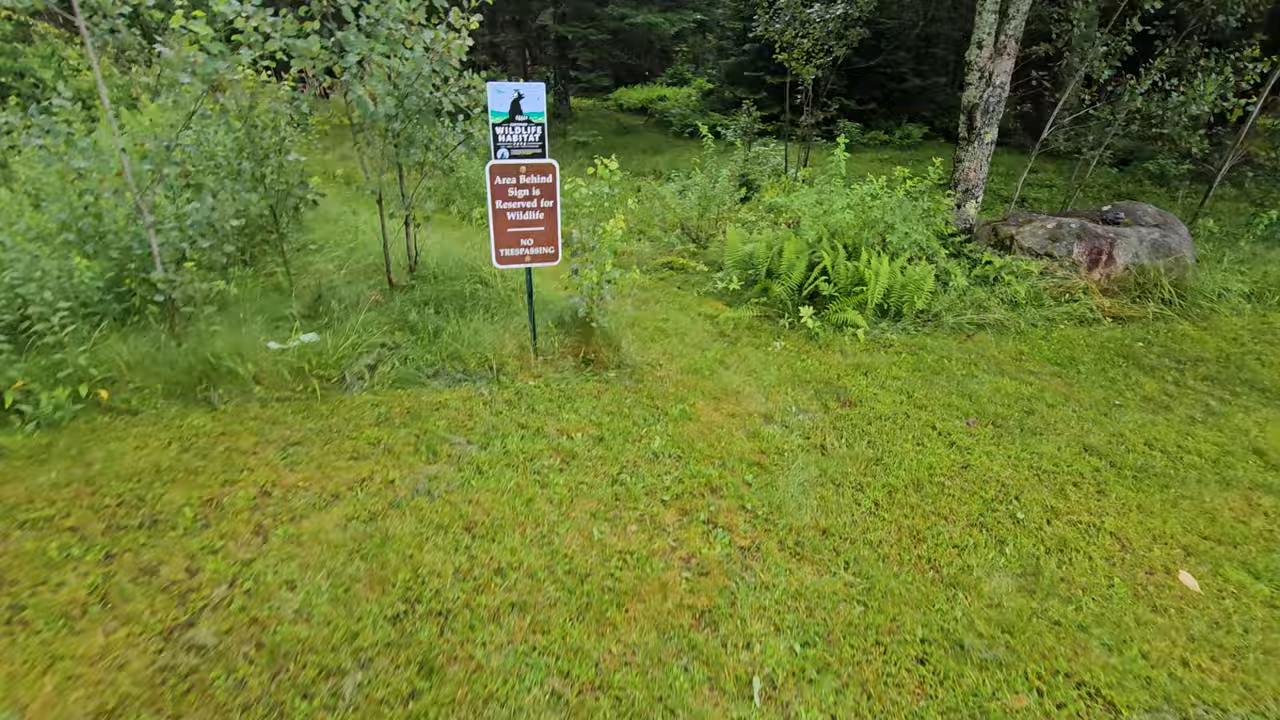 WILDLIFE
HABITAT
Area Behind
Sign is
Reserved for
Wildlife
NO
TRESPASSING